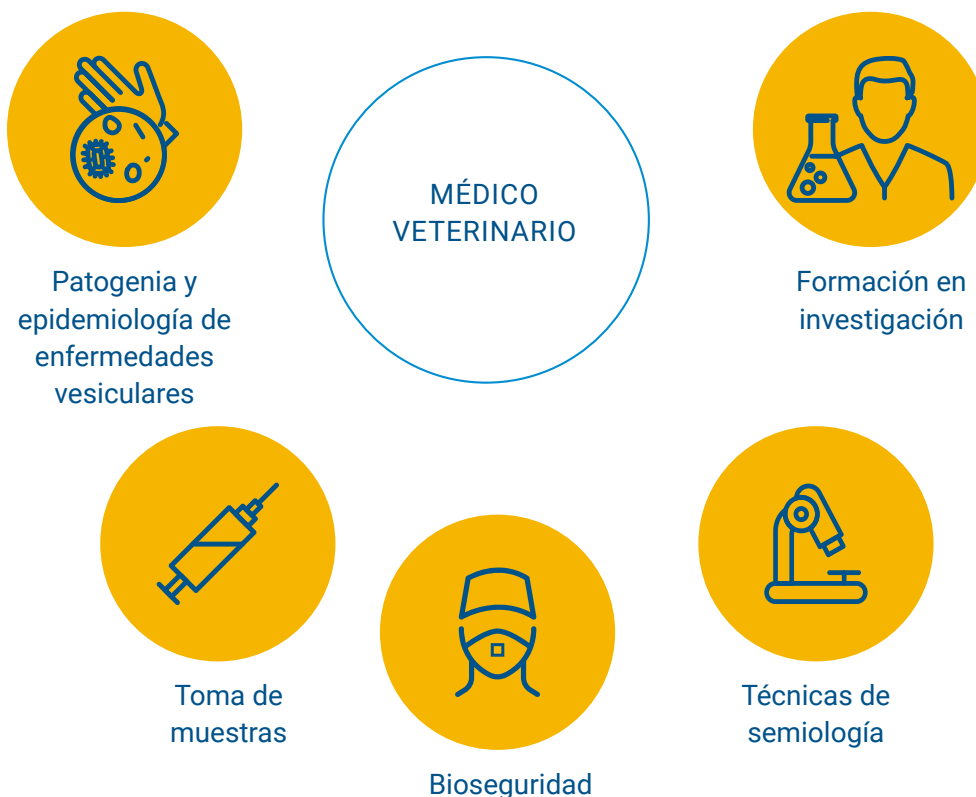 MÉDICO
VETERINARIO
Patogenia y
epidemiología de
enfermedades
vesiculares
Formación en
investigación
Toma de
muestras
Técnicas de
semiología
Bioseguridad